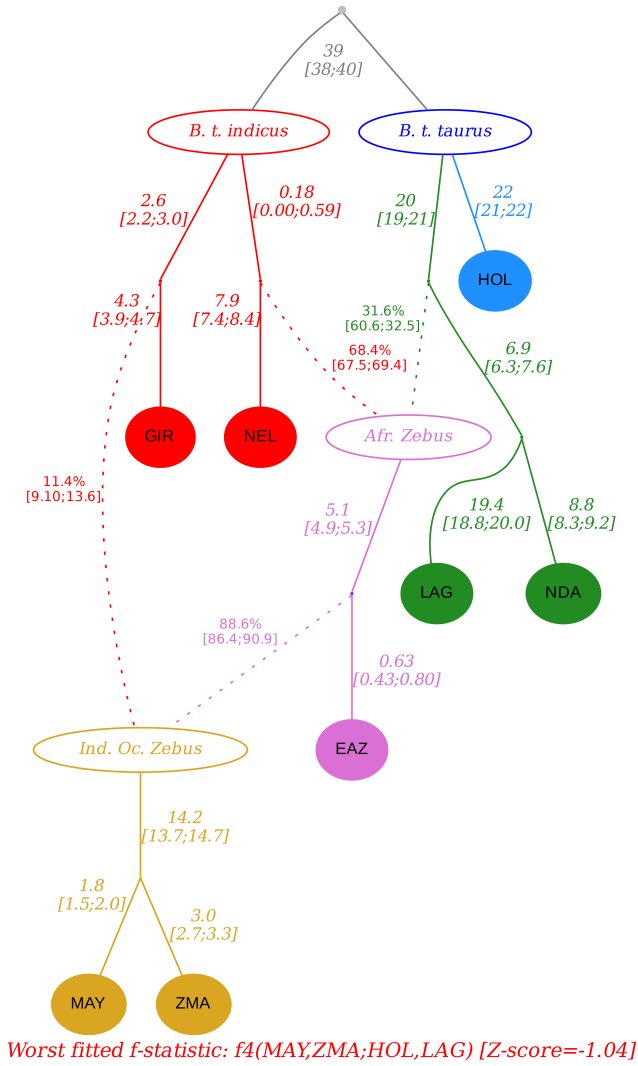 39
[38;40]
B. t. indicus
B. t. taurus
2.6
[2.2;3.0]
0.18
[0.00;0.59]
20
[19;21]
22
[21;22]
HOL
4.3
[3.9;4.7]
7.9
[7.4;8.4]
31.6%
[60.6;32.5]
68.4%
[67.5;69.4]
6.9
[6.3;7.6]
GIR
NEL
Afr. Zebus
11.4%
[9.10;13.6]
5.1
[4.9;5.3]
19.4
[18.8;20.0]
8.8
[8.3;9.2]
LAG
NDA
88.6%
[86.4;90.9]
0.63
[0.43;0.80]
Ind. Oc. Zebus
EAZ
14.2
[13.7;14.7]
1.8
[1.5;2.0]
3.0
[2.7;3.3]
MAY
ZMA
Worst fitted f-statistic: f4(MAY,ZMA;HOL,LAG) [Z-score=-1.04]